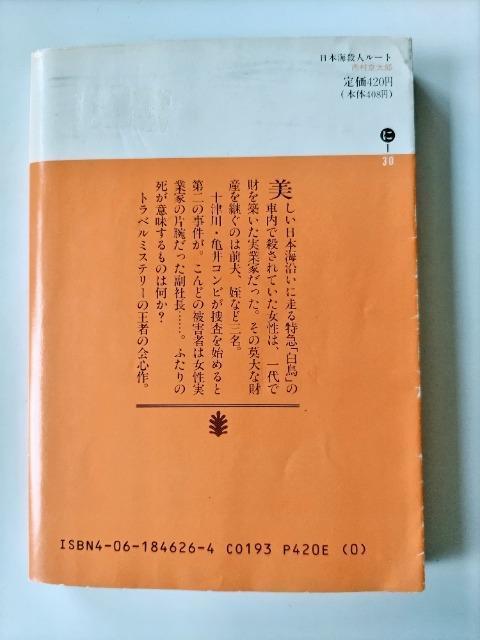 日本海殺人ルート
西村京太郎
定価420円
(本体408円)
に
30
美しい日本海沿いに走る特急「白鳥」の
車内で殺されていた女性は、一代で
財を築いた実業家だった。その莫大な財
産を継ぐのは前夫、姪など三名。
十津川・亀井コンビが捜査を始めると
第二の事件が。こんどの被害者は女性実
業家の片腕だった副社長……。ふたりの
死が意味するものは何か?
トラベルミステリーの王者の会心作。
ISBN4-06-184626-4 C0193 P420E (0)